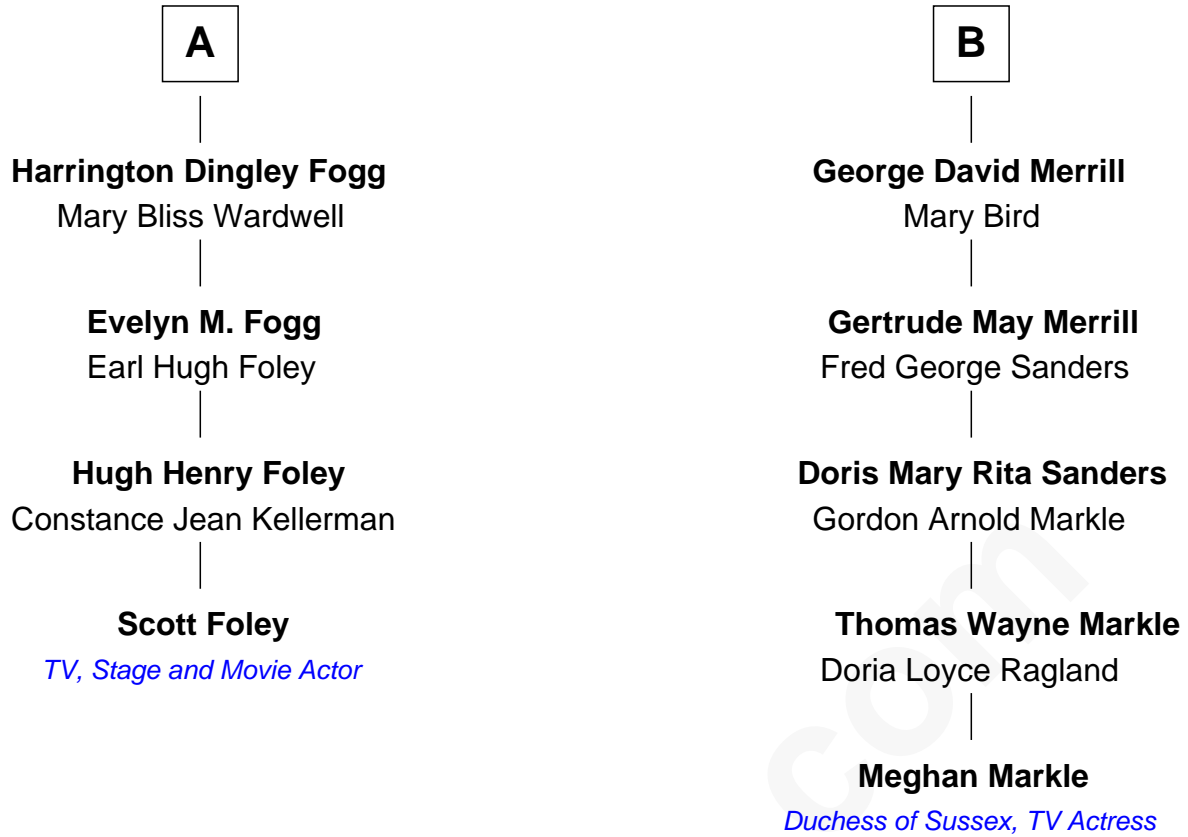 A
Harrington Dingley Fogg
Mary Bliss Wardwell
Evelyn M. Fogg
Earl Hugh Foley
Hugh Henry Foley
Constance Jean Kellerman
Scott Foley
TV, Stage and Movie Actor
B
George David Merrill
Mary Bird
Gertrude May Merrill
Fred George Sanders
Doris Mary Rita Sanders
Gordon Arnold Markle
Thomas Wayne Markle
Doria Loyce Ragland
Meghan Markle
Duchess of Sussex, TV Actress
com